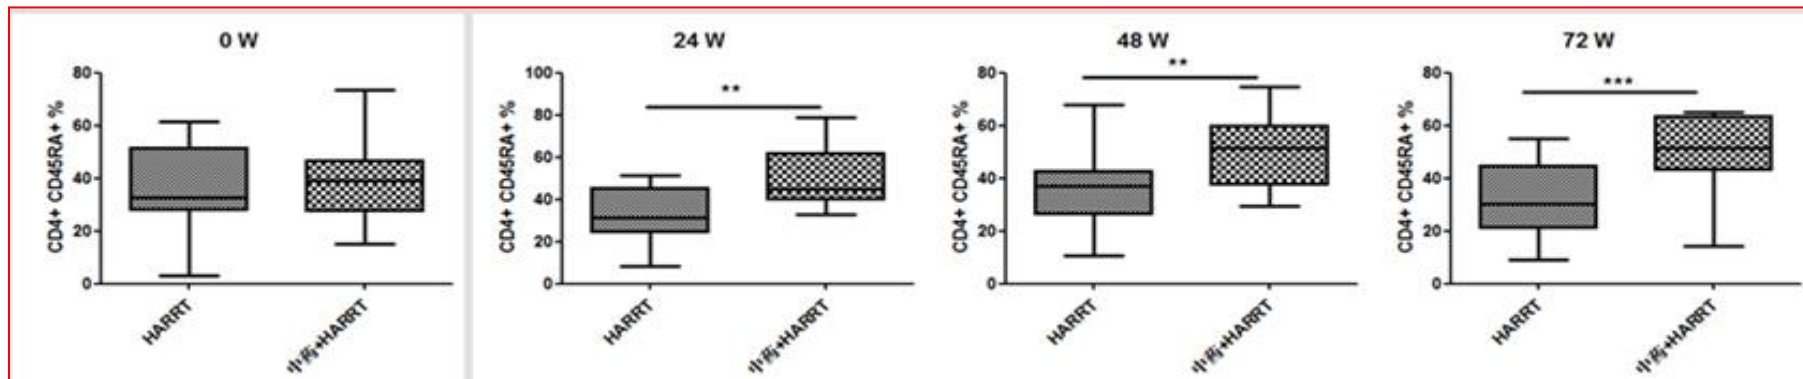 0 W
CD4+ CD45RA+ %
80
60
40
20
0
HARRT
中药+HARRT
24 W
CD4+ CD45RA+ %
100
80
60
40
20
0
**
HARRT
中药+HARRT
48 W
CD4+ CD45RA+ %
80
60
40
20
0
**
HARRT
中药+HARRT
72 W
CD4+ CD45RA+ %
80
60
40
20
0
***
HARRT
中药+HARRT